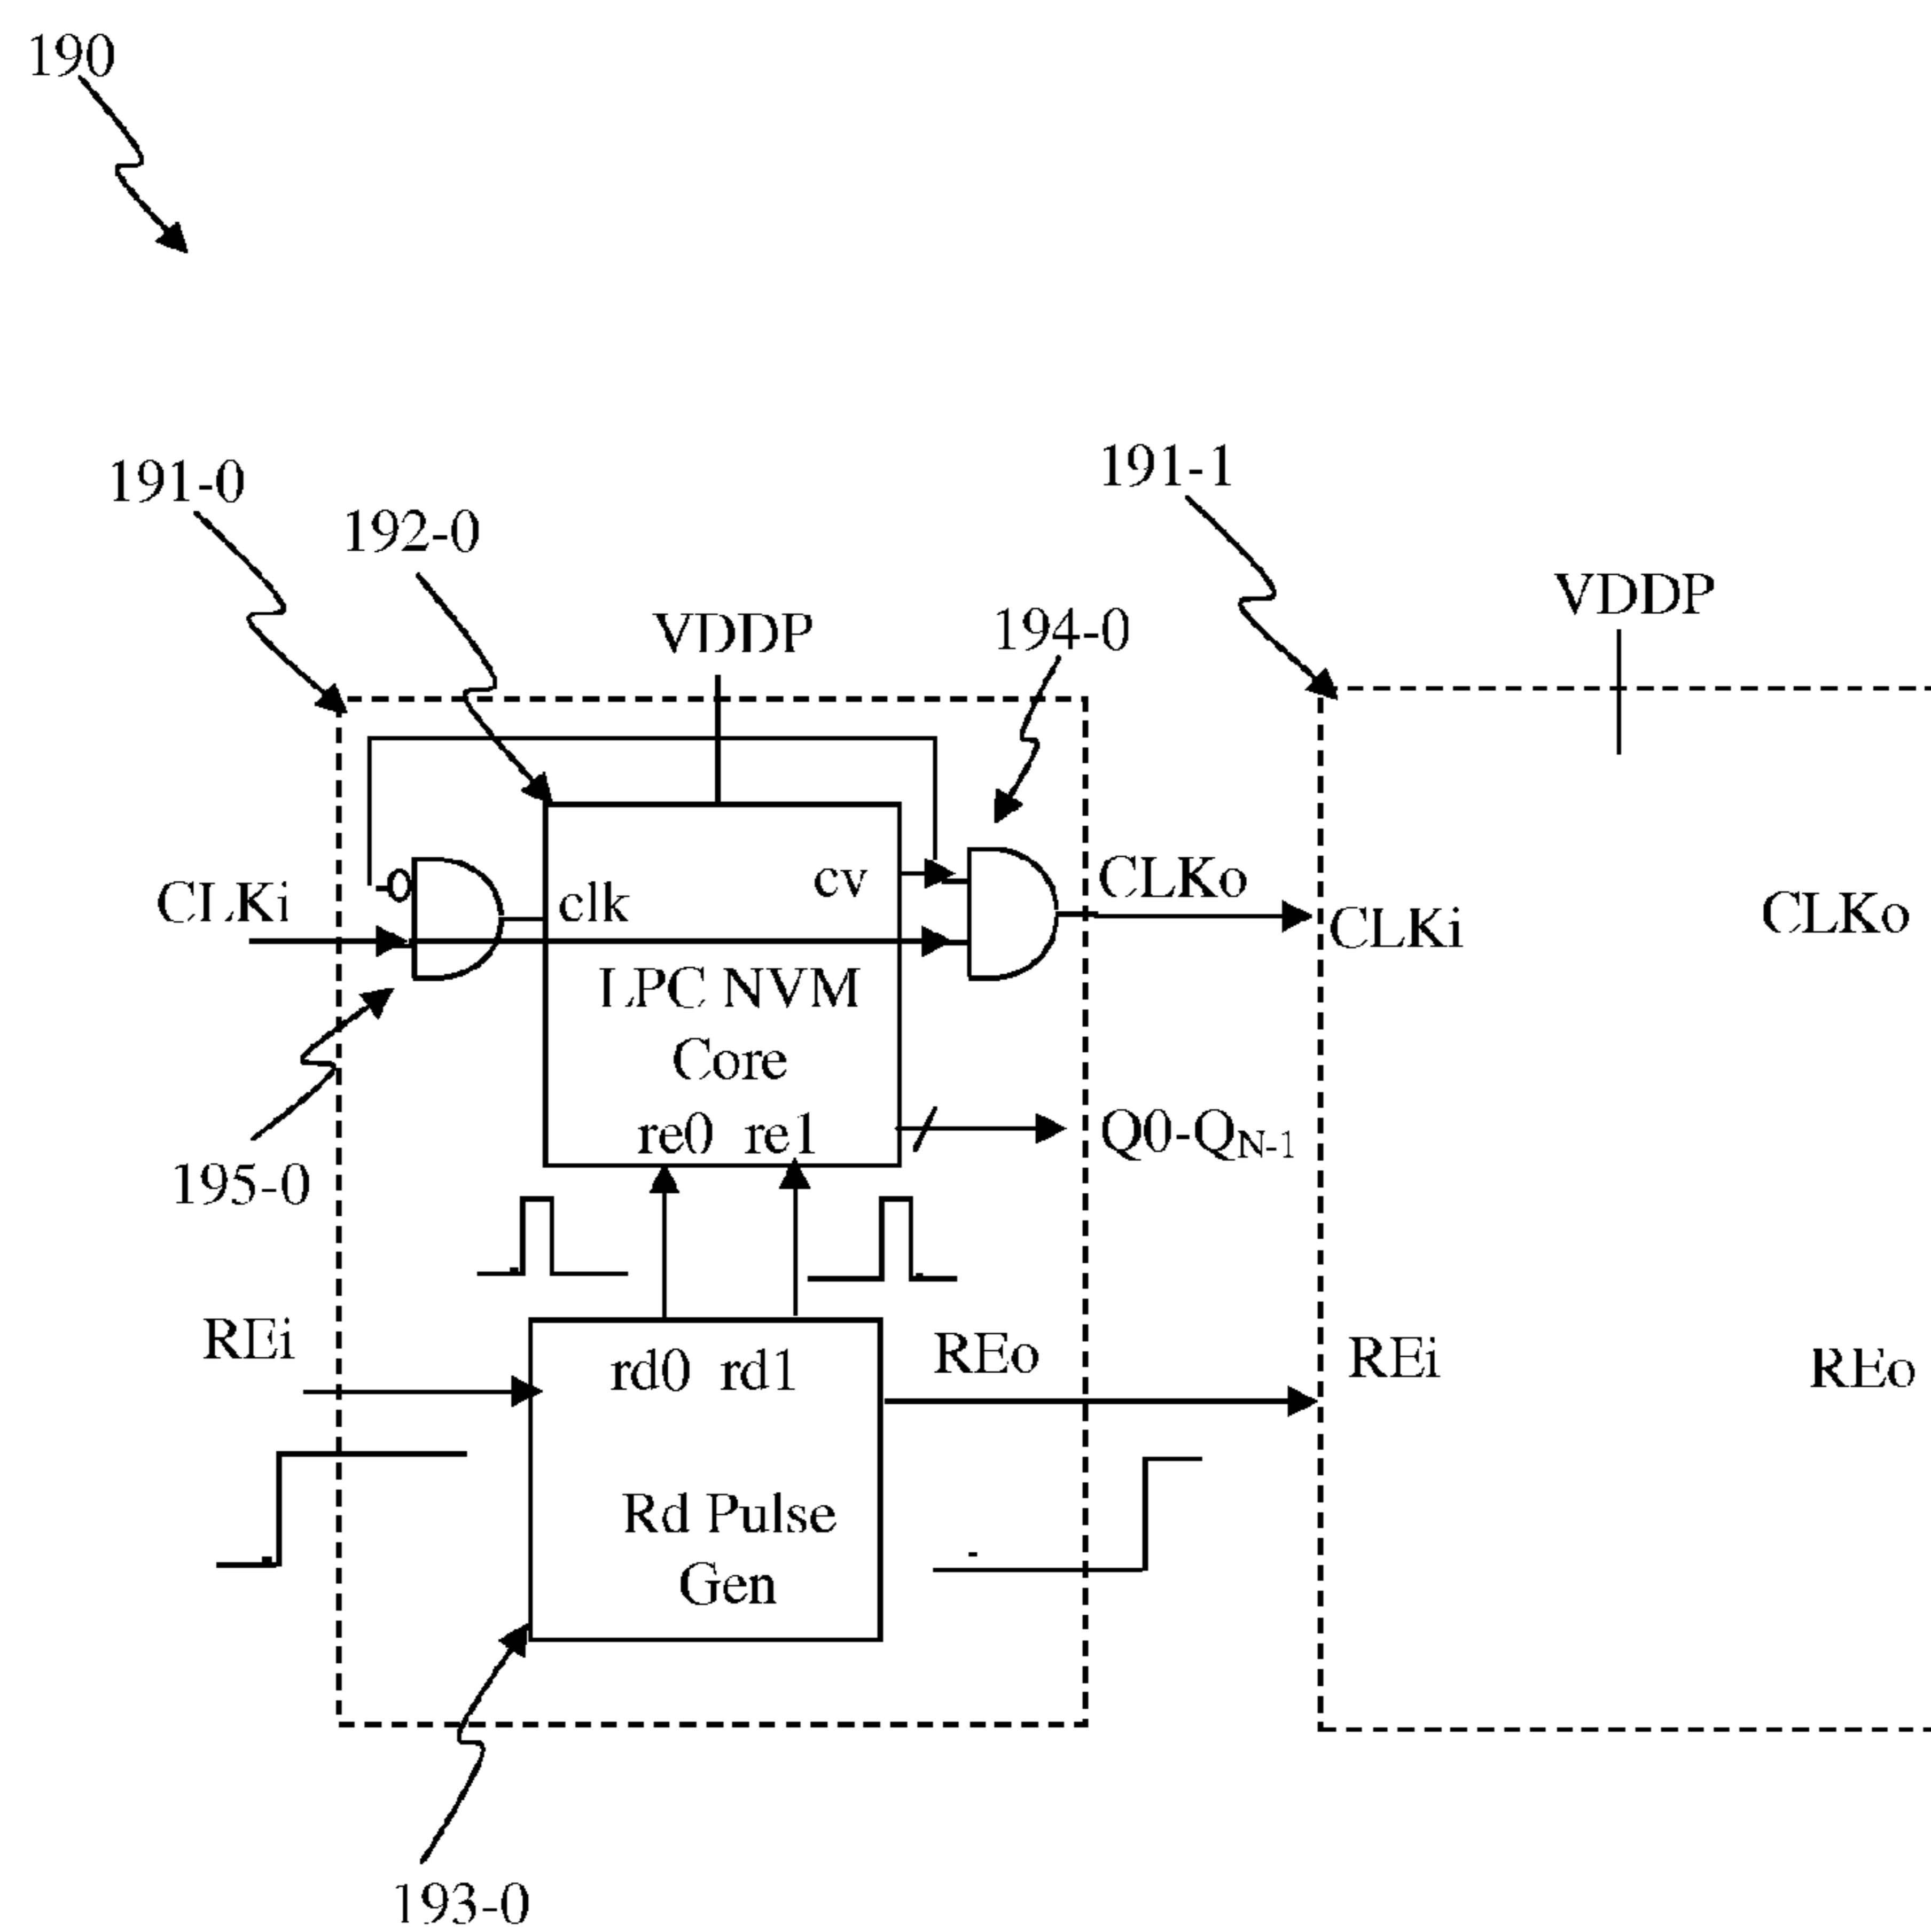 190
191-0
192-0
191-1
VDDP
VDDP
194-0
CLKi
clk
cv
CLKo
CLKi
CLKo
LPC NVM
Core
re0 re1
Q0-QN-1
195-0
REi
rd0 rd1
REo
REi
REo
Rd Pulse
Gen
193-0